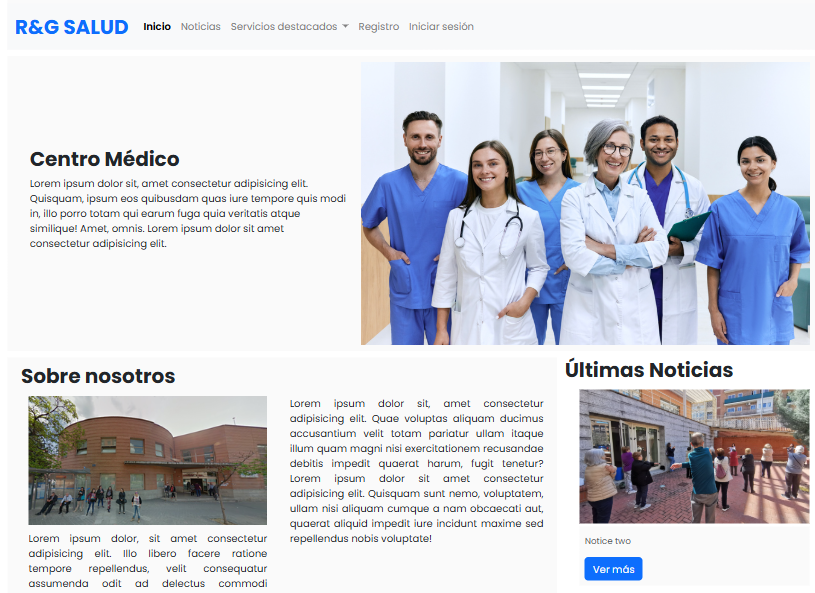 R&G SALUD
Inicio
Noticias
Servicios destacados
Registro
Iniciar sesión
Centro Médico
Lorem ipsum dolor sit, amet consectetur adipisicing elit.
Quisquam, ipsum eos quibusdam quas iure tempore quis modi
in, illo porro totam qui earum fuga quia veritatis atque
similique! Amet, omnis. Lorem ipsum dolor sit amet
consectetur adipisicing elit.
Sobre nosotros
Lorem ipsum dolor, sit amet consectetur
adipisicing elit. Illo libero facere ratione
tempore repellendus, velit consequatur
assumenda odit ad delectus commodi
Lorem ipsum dolor sit, amet consectetur
adipisicing elit. Quae voluptas aliquam ducimus
accusantium velit totam pariatur ullam itaque
illum quam magni nisi exercitationem recusandae
debitis impedit quaerat harum, fugit tenetur?
Lorem ipsum dolor sit amet consectetur
adipisicing elit. Quisquam sunt nemo, voluptatem,
ullam nisi aliquam cumque a nam obcaecati aut,
quaerat aliquid impedit iure incidunt maxime sed
repellendus nobis voluptate!
Últimas Noticias
Notice two
Ver más